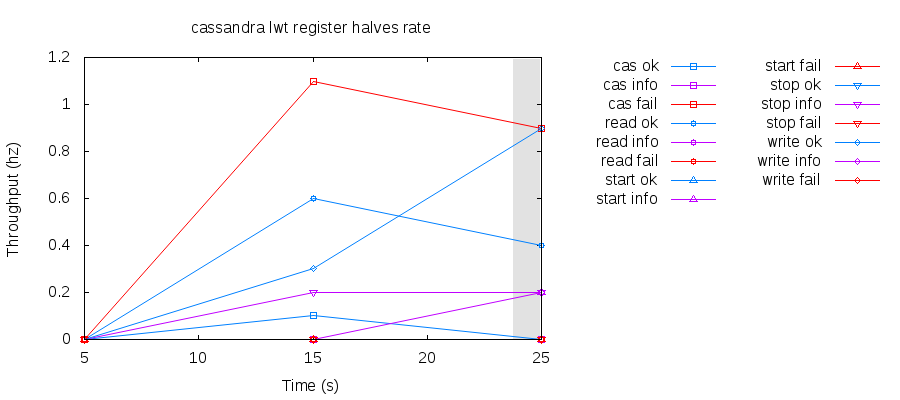 cassandra lwt register halves rate
1.2
1
0.8
0.6
0.4
0.2
0
5
10
15
20
25
Throughput (hz)
Time (s)
cas ok
cas info
cas fail
read ok
read info
read fail
start ok
start info
start fail
stop ok
stop info
stop fail
write ok
write info
write fail